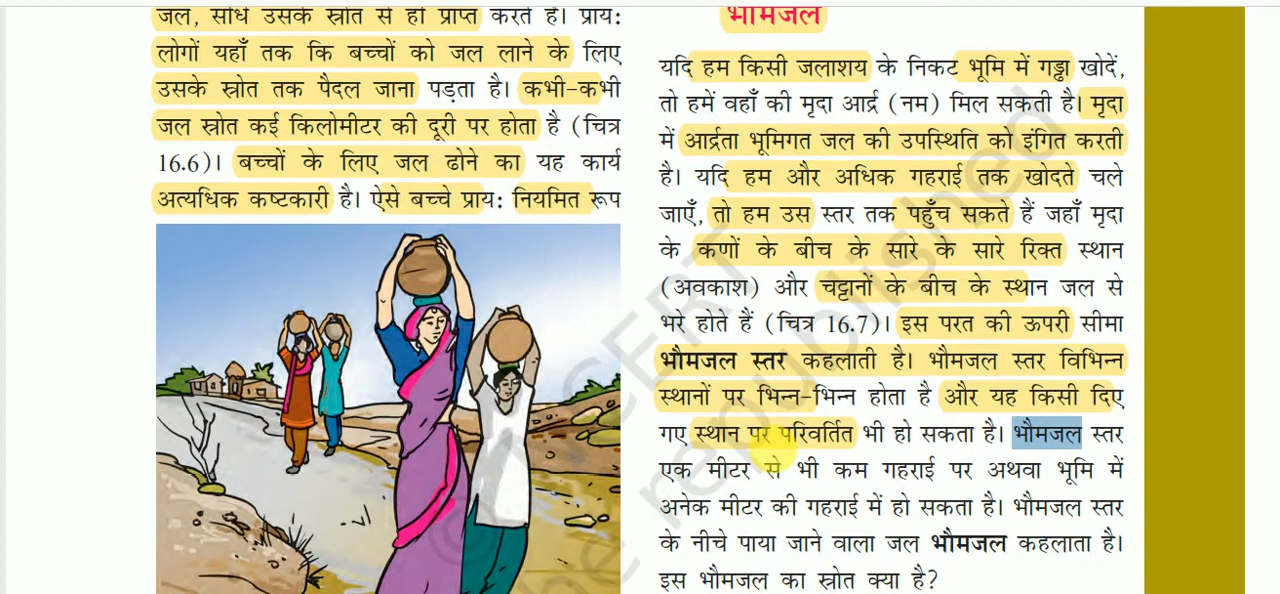 जल, सीधे उसके स्रोत से ही प्राप्त करते हैं। प्राय:
लोगों यहाँ तक कि बच्चों को जल लाने के लिए
उसके स्रोत तक पैदल जाना पड़ता है। कभी-कभी
जल स्रोत कई किलोमीटर की दूरी पर होता है (चित्र
16.6)। बच्चों के लिए जल ढोने का यह कार्य
अत्यधिक कष्टकारी है। ऐसे बच्चे प्राय: नियमित रूप
भौमजल
यदि हम किसी जलाशय के निकट भूमि में गड्ढा खोदें,
तो हमें वहाँ की मृदा आर्द्र (नम) मिल सकती है। मृदा
में आर्द्रता भूमिगत जल की उपस्थिति को इंगित करती
है। यदि हम और अधिक गहराई तक खोदते चले
जाएँ, तो हम उस स्तर तक पहुँच सकते हैं जहाँ मृदा
के कणों के बीच के सारे के सारे रिक्त स्थान
(अवकाश) और चट्टानों के बीच के स्थान जल से
भरे होते हैं (चित्र 16.7)। इस परत की ऊपरी सीमा
भौमजल स्तर कहलाती है। भौमजल स्तर विभिन्न
स्थानों पर भिन्न-भिन्न होता है और यह किसी दिए
गए स्थान पर परिवर्तित भी हो सकता है। भौमजल स्तर
एक मीटर से भी कम गहराई पर अथवा भूमि में
अनेक मीटर की गहराई में हो सकता है। भौमजल स्तर
के नीचे पाया जाने वाला जल भौमजल कहलाता है।
इस भौमजल का स्रोत क्या है?
© NCERT
be republished